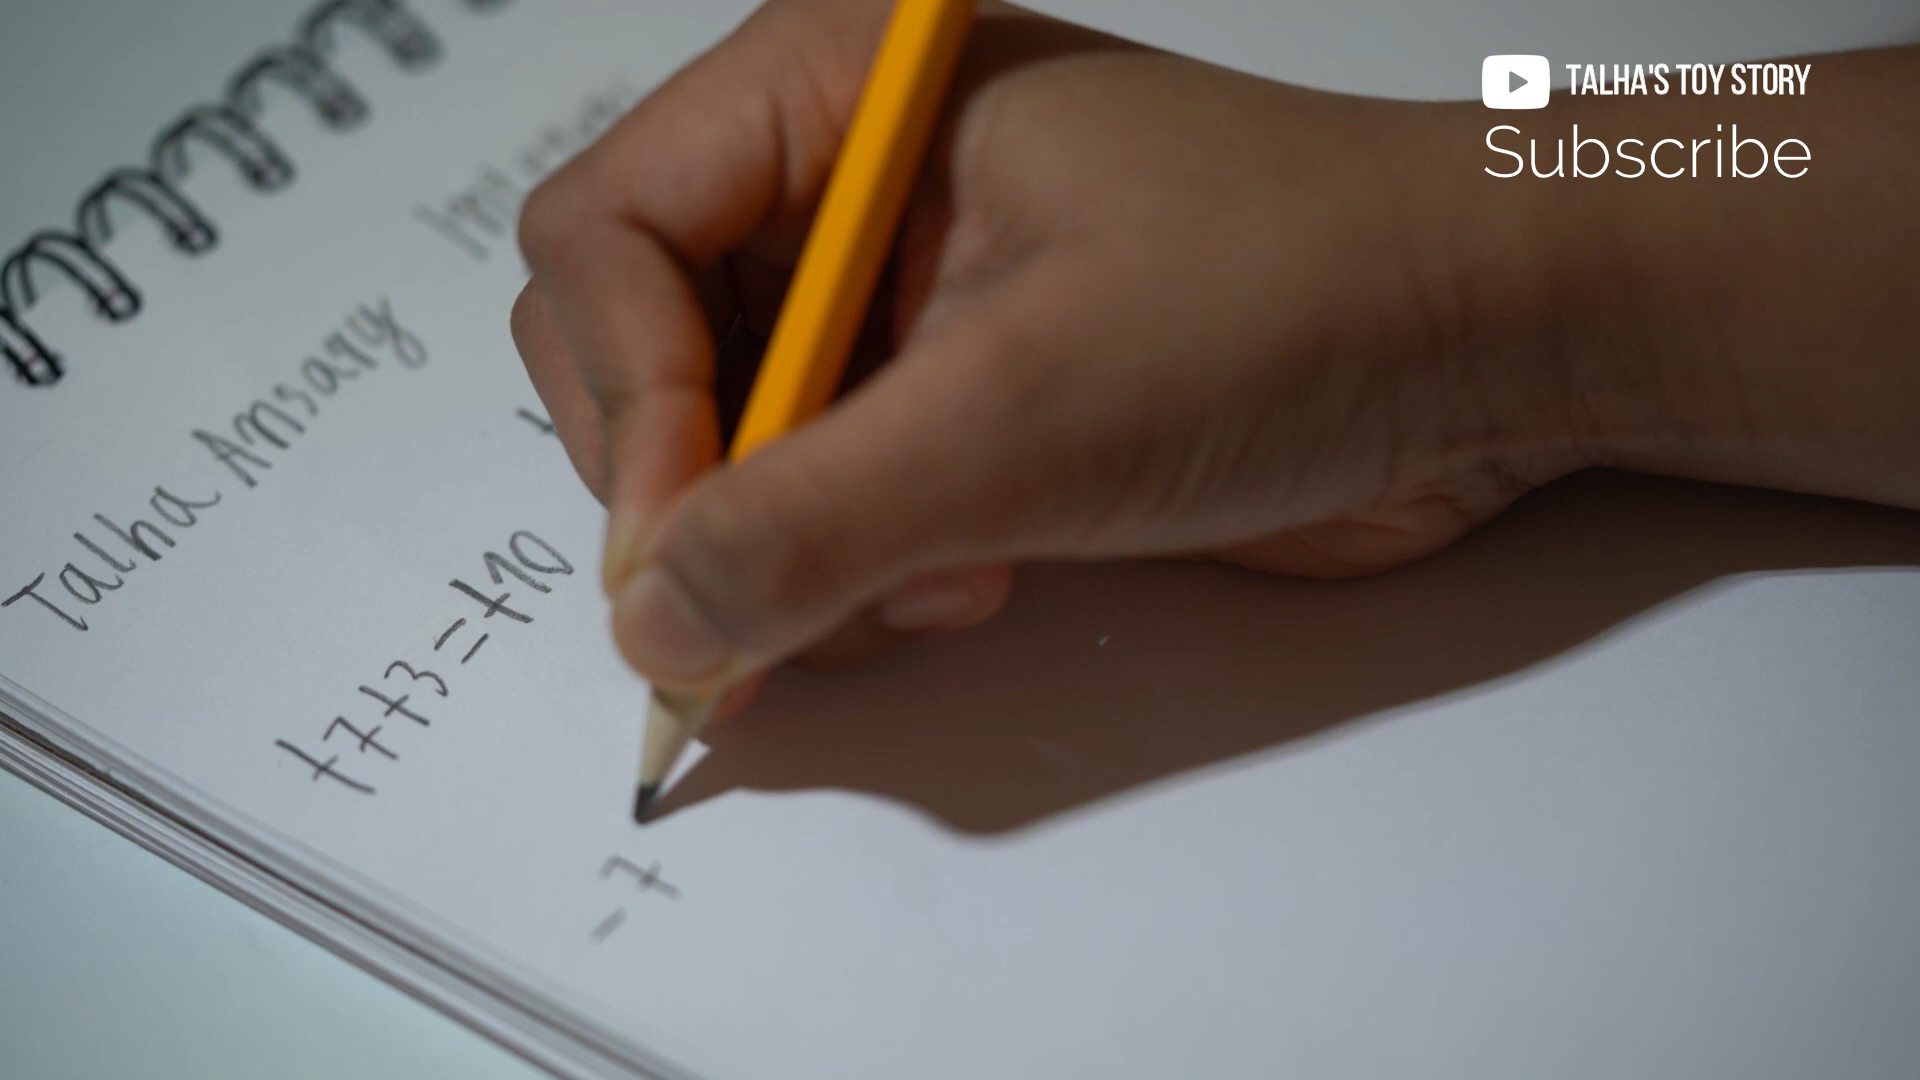 TALHA'S TOY STORY
Subscribe
Talha Ansary
+7+3=+10
-7